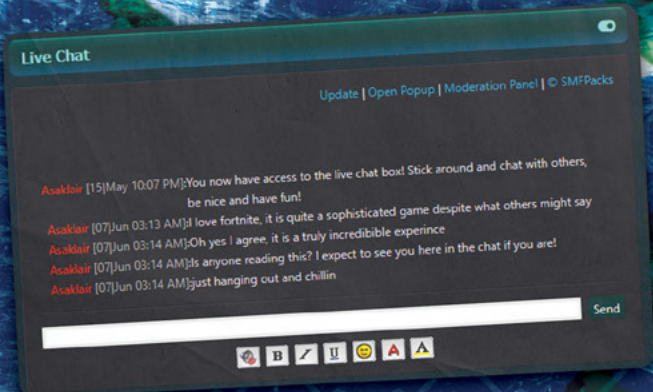 Live Chat
Update | Open Popup | Moderation Panel | © SMFPacks
Asaklair [15|May 10:07 PM]:You now have access to the live chat box! Stick around and chat with others,
be nice and have fun!
Asaklair [07|Jun 03:13 AM]:I love fortnite, it is quite a sophisticated game despite what others might say
Asaklair [07|Jun 03:14 AM]:Oh yes I agree, it is a truly incredibible experince
Asaklair [07|Jun 03:14 AM]:Is anyone reading this? I expect to see you here in the chat if you are!
Asaklair [07|Jun 03:14 AM]:just hanging out and chillin
Send
B I U A A